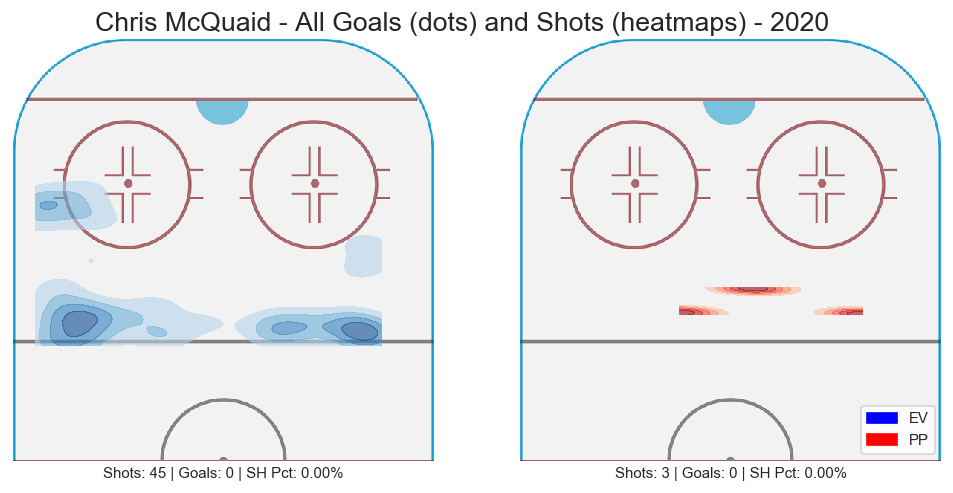 Chris McQuaid - All Goals (dots) and Shots (heatmaps) - 2020
EV
PP
Shots: 45 | Goals: 0 | SH Pct: 0.00%
Shots: 3 | Goals: 0 | SH Pct: 0.00%